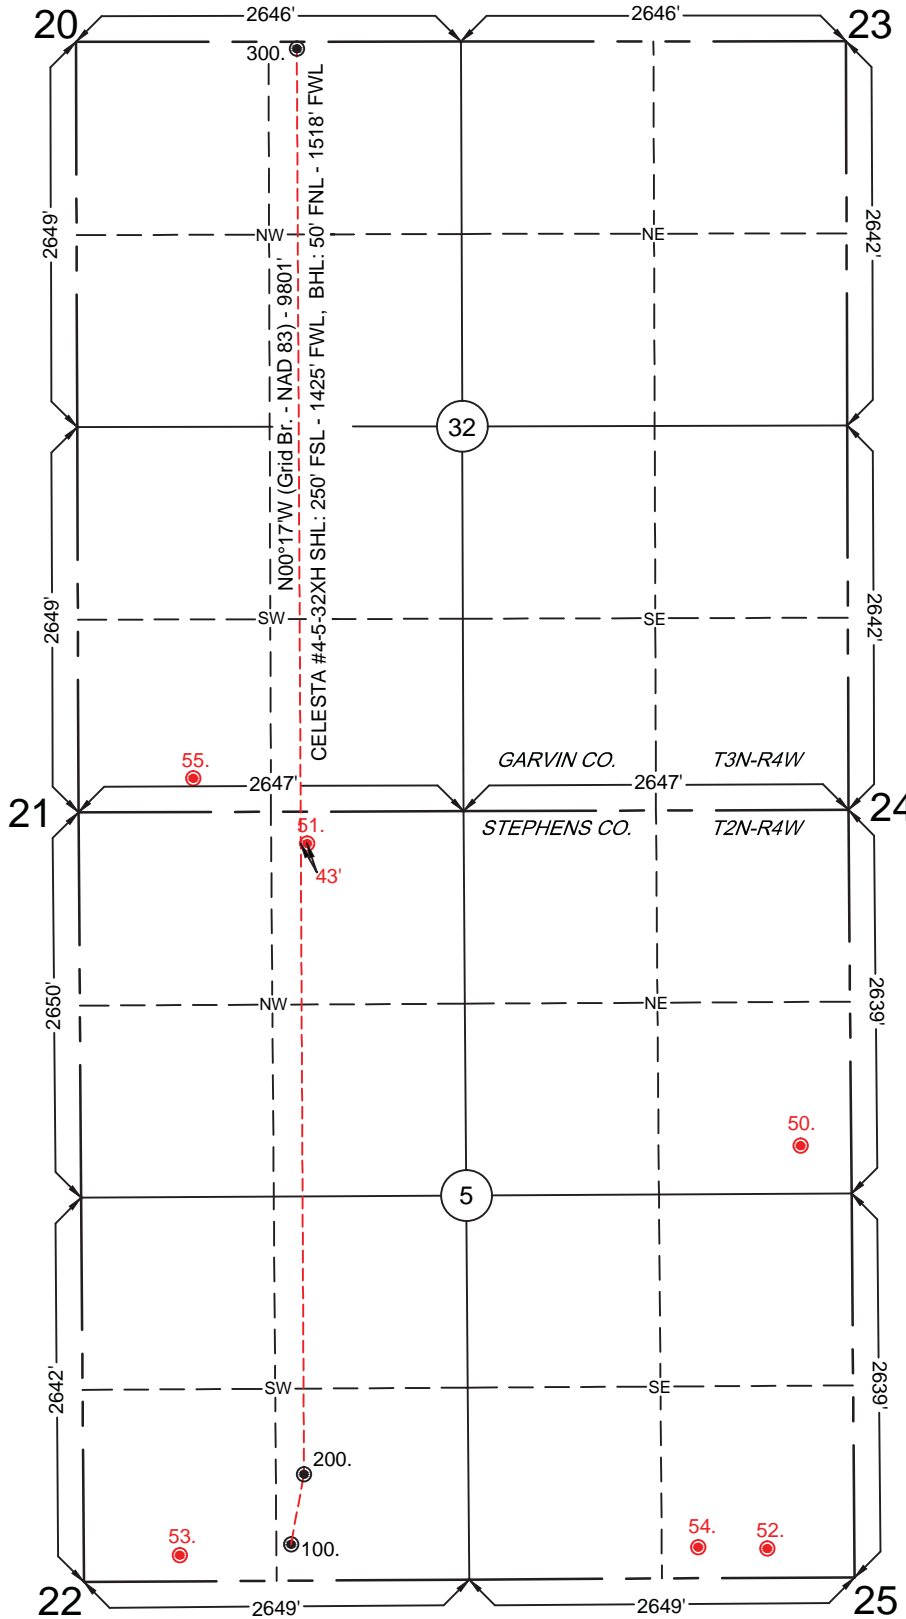 20
2646'
2646'
23
300.
2649'
NW
NE
2642'
N00°17'W (Grid Br. - NAD 83) - 9801'
CELESTA #4-5-32XH SHL: 250' FSL - 1425' FWL, BHL: 50' FNL - 1518' FWL
32
2649'
SW
SE
2642'
55.
GARVIN CO.
T3N-R4W
2647'
2647'
21
24
51.
STEPHENS CO.
T2N-R4W
43'
2650'
NW
NE
2639'
50.
5
2642'
SW
SE
2639'
200.
53.
100.
54.
52.
22
2649'
2649'
25